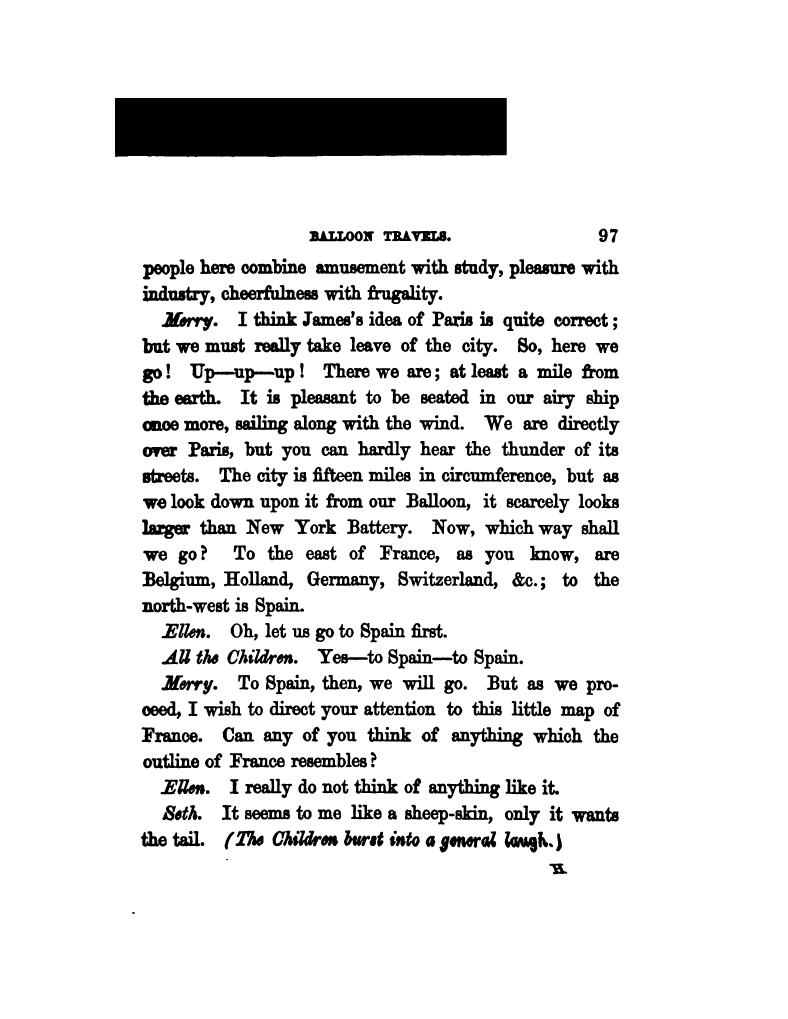 BALLOON TRAVELS. 97
people here combine amusement with study, pleasure with
industry, cheerfulness with frugality.
Merry. I think James's idea of Paris is quite correct;
but we must really take leave of the city. So, here we
go! Up—up—up! There we are; at least a mile from
the earth. It is pleasant to be seated in our airy ship
once more, sailing along with the wind. We are directly
over Paris, but you can hardly hear the thunder of its
streets. The city is fifteen miles in circumference, but as
we look down upon it from our Balloon, it scarcely looks
larger than New York Battery. Now, which way shall
we go? To the east of France, as you know, are
Belgium, Holland, Germany, Switzerland, &c.; to the
north-west is Spain.
Ellen. Oh, let us go to Spain first.
All the Children. Yes—to Spain—to Spain.
Merry. To Spain, then, we will go. But as we pro-
ceed, I wish to direct your attention to this little map of
France. Can any of you think of anything which the
outline of France resembles?
Ellen. I really do not think of anything like it.
Seth. It seems to me like a sheep-skin, only it wants
the tail. (The Children burst into a general laugh.)
H